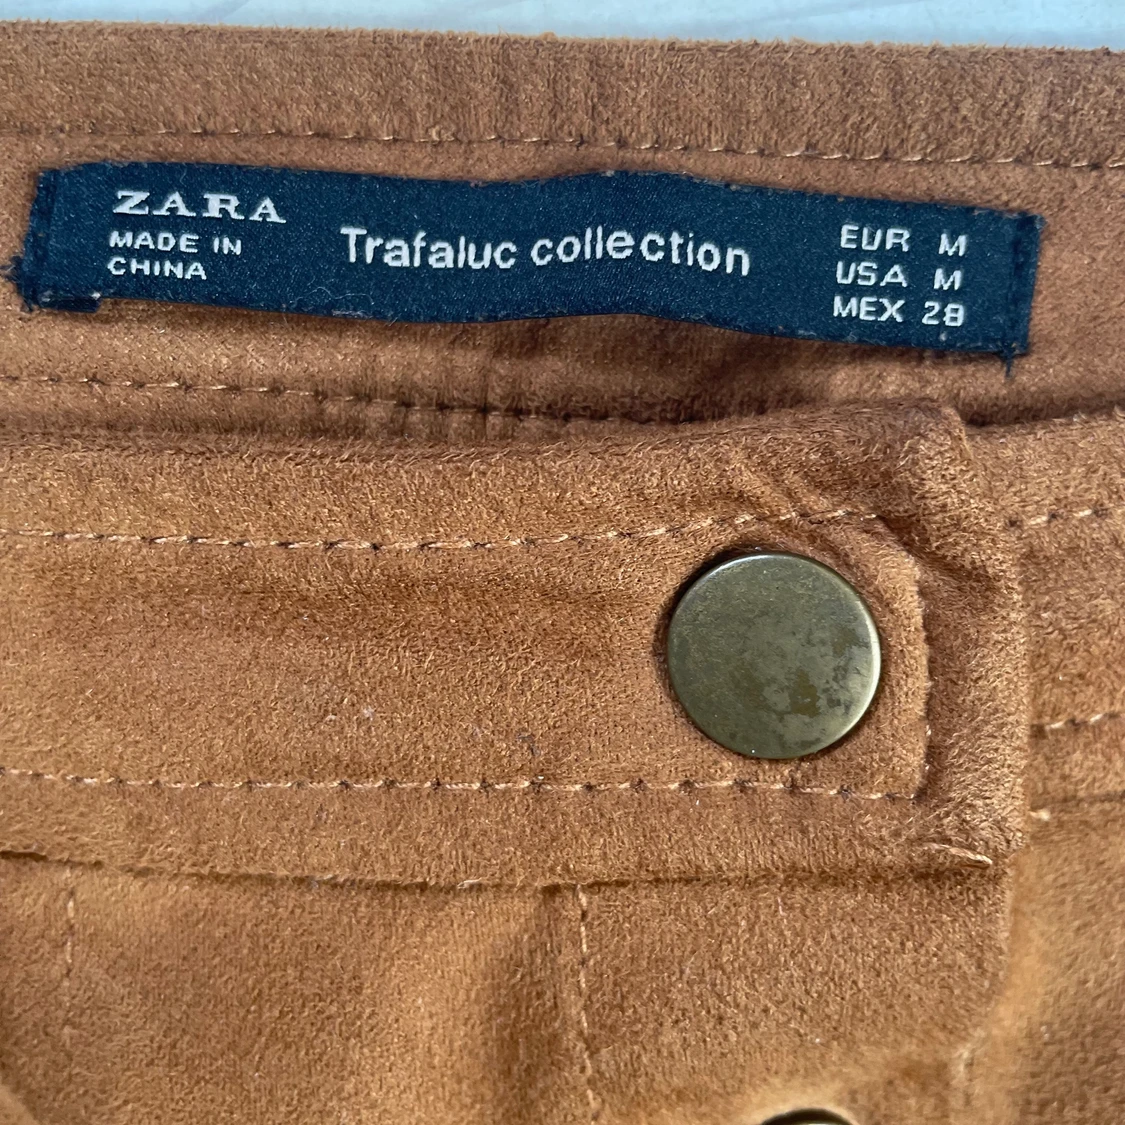 ZARA
MADE IN
CHINA
Trafaluc collection
EUR M
USA M
MEX 28